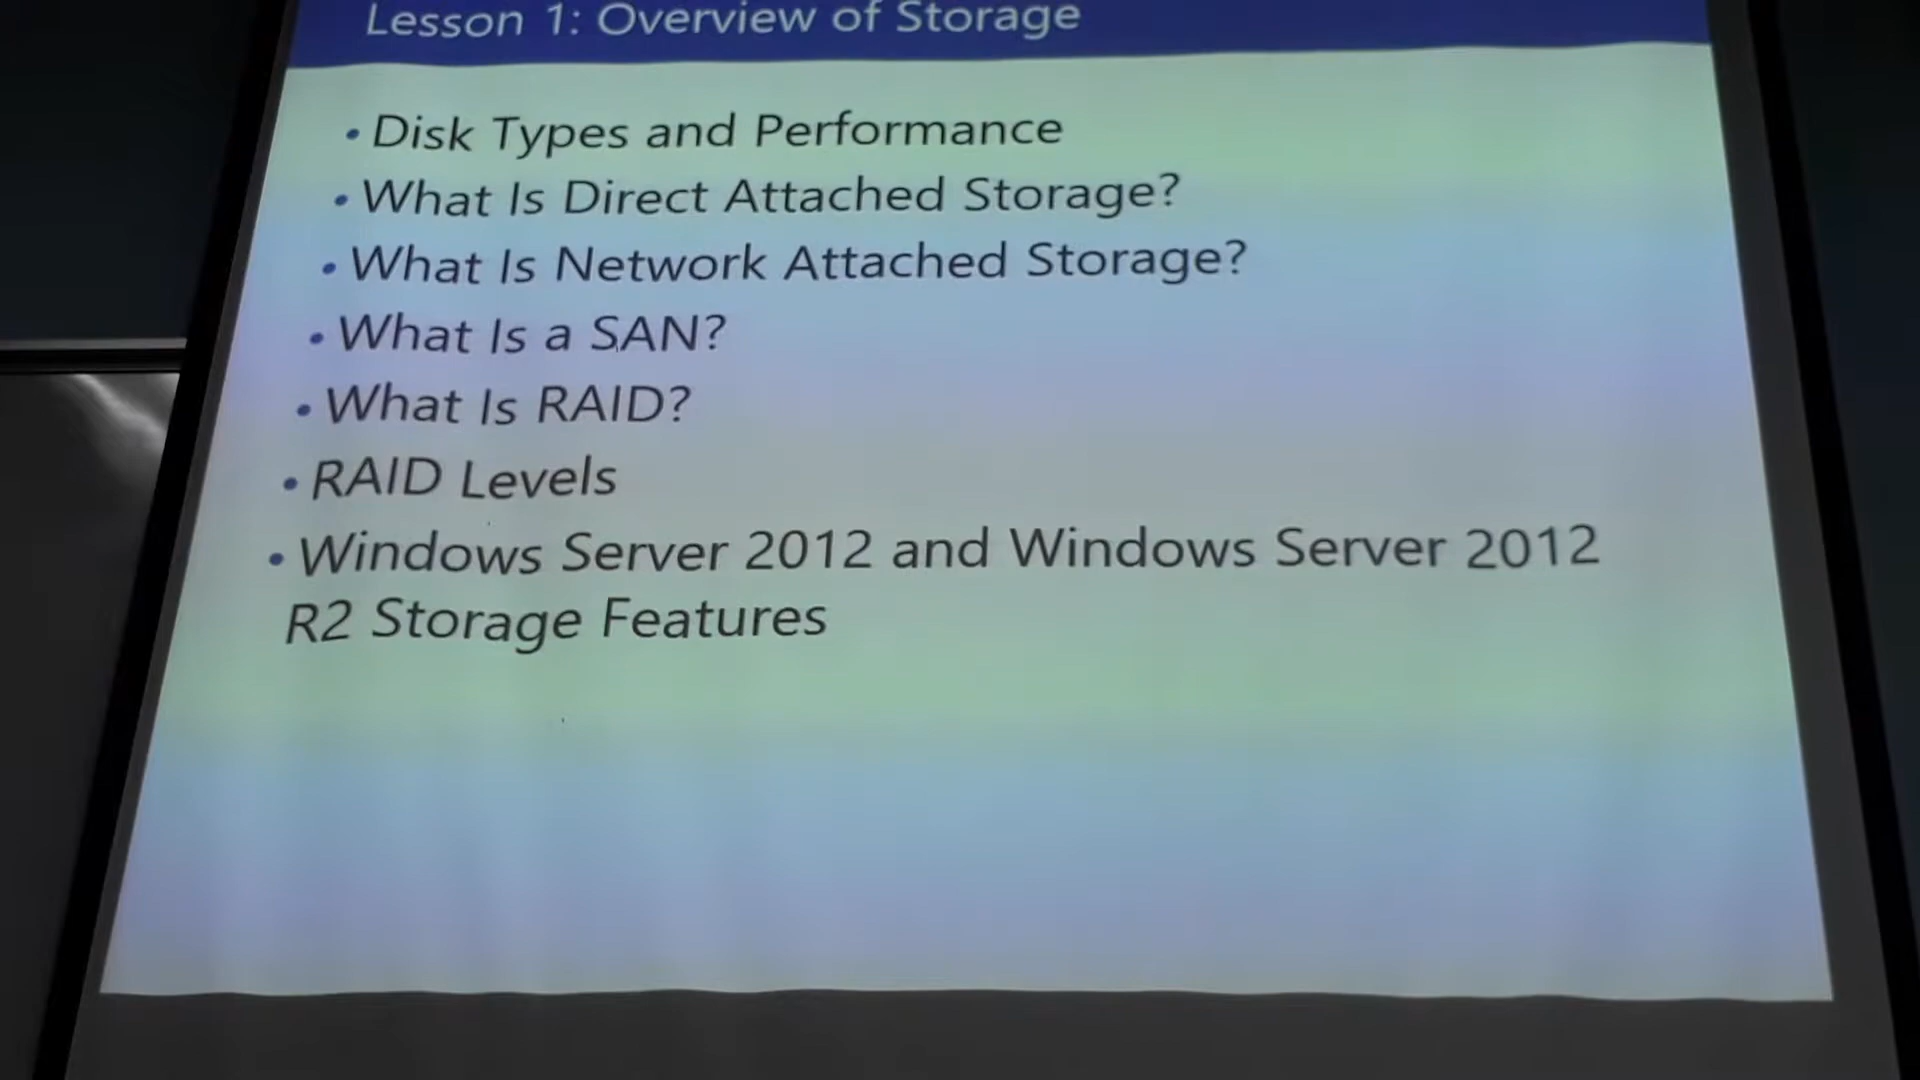 Lesson 1: Overview of Storage
• Disk Types and Performance
• What Is Direct Attached Storage?
• What Is Network Attached Storage?
• What Is a SAN?
• What Is RAID?
• RAID Levels
• Windows Server 2012 and Windows Server 2012
R2 Storage Features